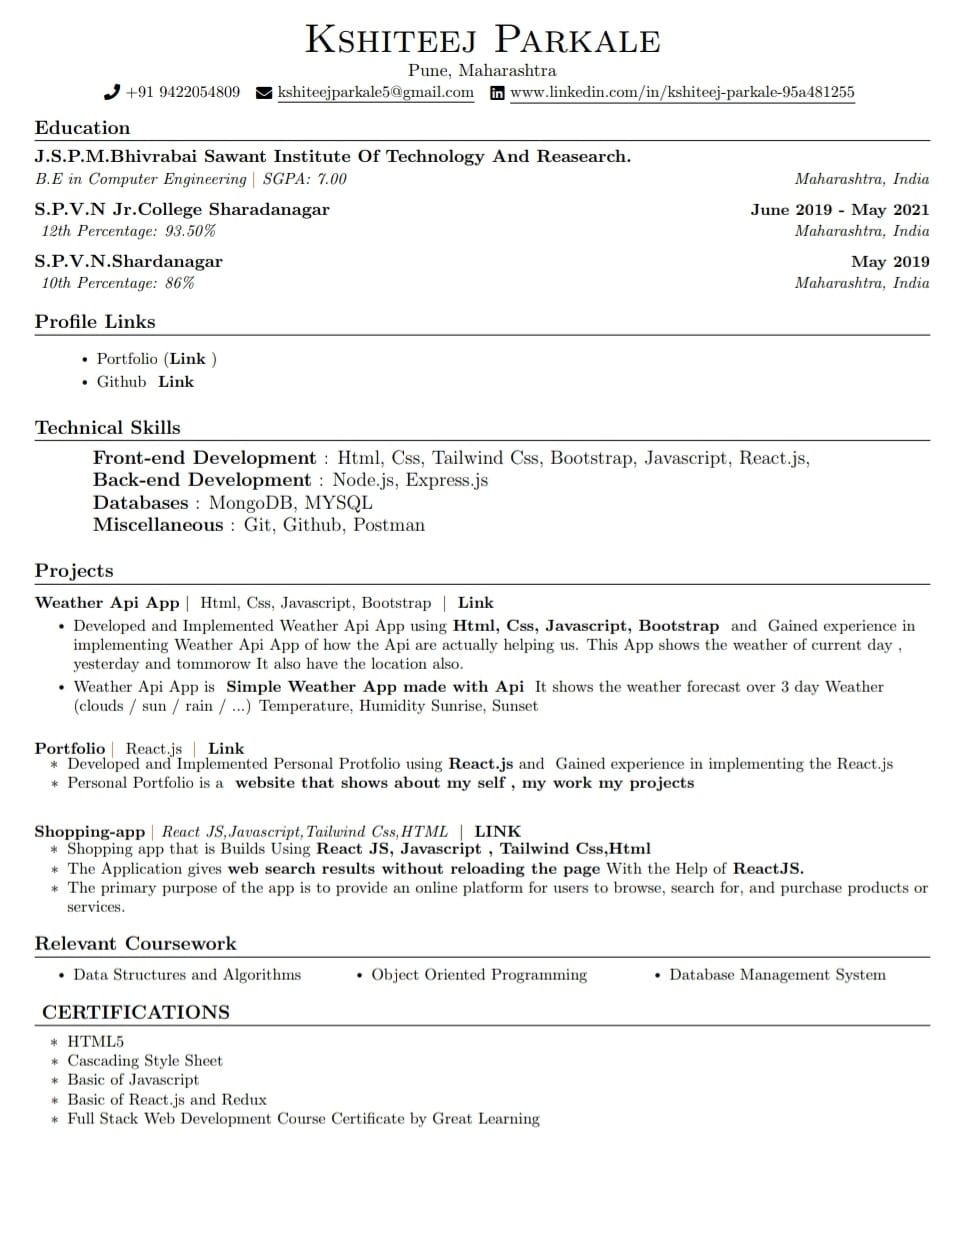 Kshiteej Parkale
Pune, Maharashtra
+91 9422054809 kshiteejparkale5@gmail.com www.linkedin.com/in/kshiteej-parkale-95a481255
Education
J.S.P.M.Bhivrabai Sawant Institute Of Technology And Reasearch.
B.E in Computer Engineering | SGPA: 7.00 Maharashtra, India
S.P.V.N Jr.College Sharadanagar June 2019 - May 2021
12th Percentage: 93.50% Maharashtra, India
S.P.V.N.Shardanagar May 2019
10th Percentage: 86% Maharashtra, India
Profile Links
• Portfolio (Link )
• Github Link
Technical Skills
Front-end Development : Html, Css, Tailwind Css, Bootstrap, Javascript, React.js,
Back-end Development : Node.js, Express.js
Databases : MongoDB, MYSQL
Miscellaneous : Git, Github, Postman
Projects
Weather Api App | Html, Css, Javascript, Bootstrap | Link
• Developed and Implemented Weather Api App using Html, Css, Javascript, Bootstrap and Gained experience in
implementing Weather Api App of how the Api are actually helping us. This App shows the weather of current day ,
yesterday and tommorow It also have the location also.
• Weather Api App is Simple Weather App made with Api It shows the weather forecast over 3 day Weather
(clouds / sun / rain / ...) Temperature, Humidity Sunrise, Sunset
Portfolio | React.js | Link
* Developed and Implemented Personal Protfolio using React.js and Gained experience in implementing the React.js
* Personal Portfolio is a website that shows about my self , my work my projects
Shopping-app | React JS,Javascript,Tailwind Css,HTML | LINK
* Shopping app that is Builds Using React JS, Javascript , Tailwind Css,Html
* The Application gives web search results without reloading the page With the Help of ReactJS.
* The primary purpose of the app is to provide an online platform for users to browse, search for, and purchase products or
services.
Relevant Coursework
• Data Structures and Algorithms • Object Oriented Programming • Database Management System
CERTIFICATIONS
* HTML5
* Cascading Style Sheet
* Basic of Javascript
* Basic of React.js and Redux
* Full Stack Web Development Course Certificate by Great Learning